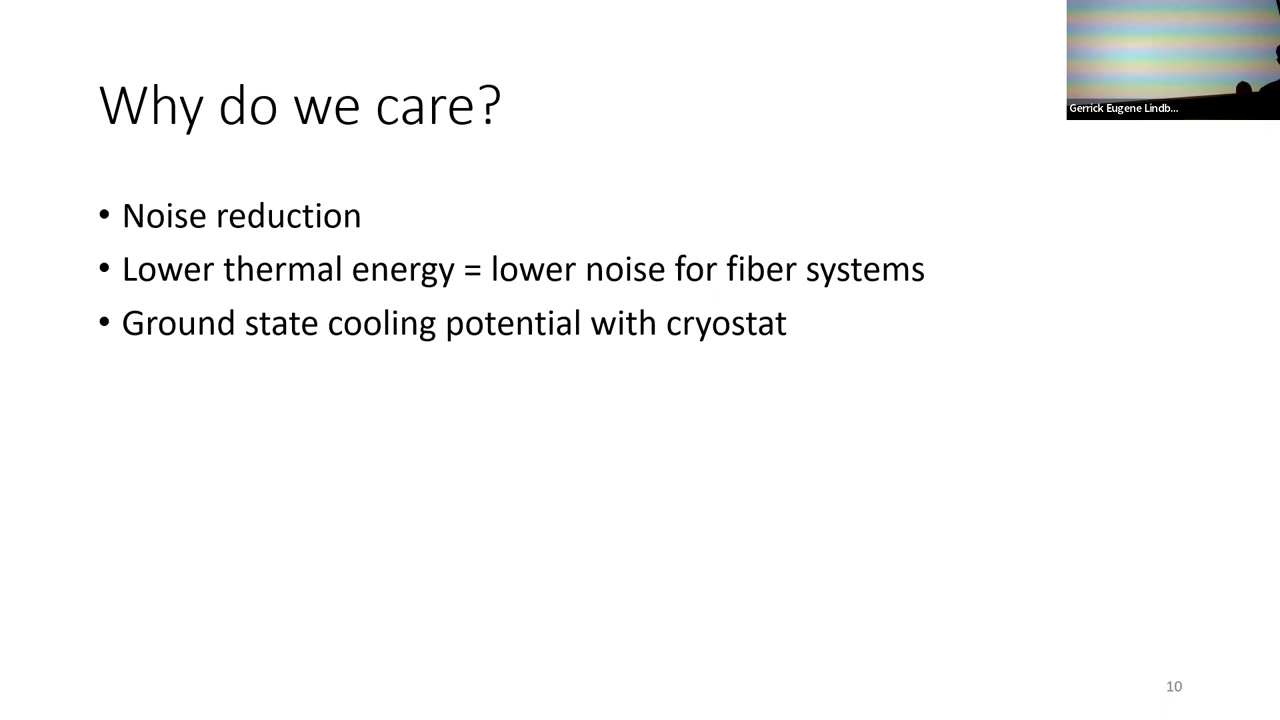 Why do we care?
Gerrick Eugene Lindb...
• Noise reduction
• Lower thermal energy = lower noise for fiber systems
• Ground state cooling potential with cryostat
10